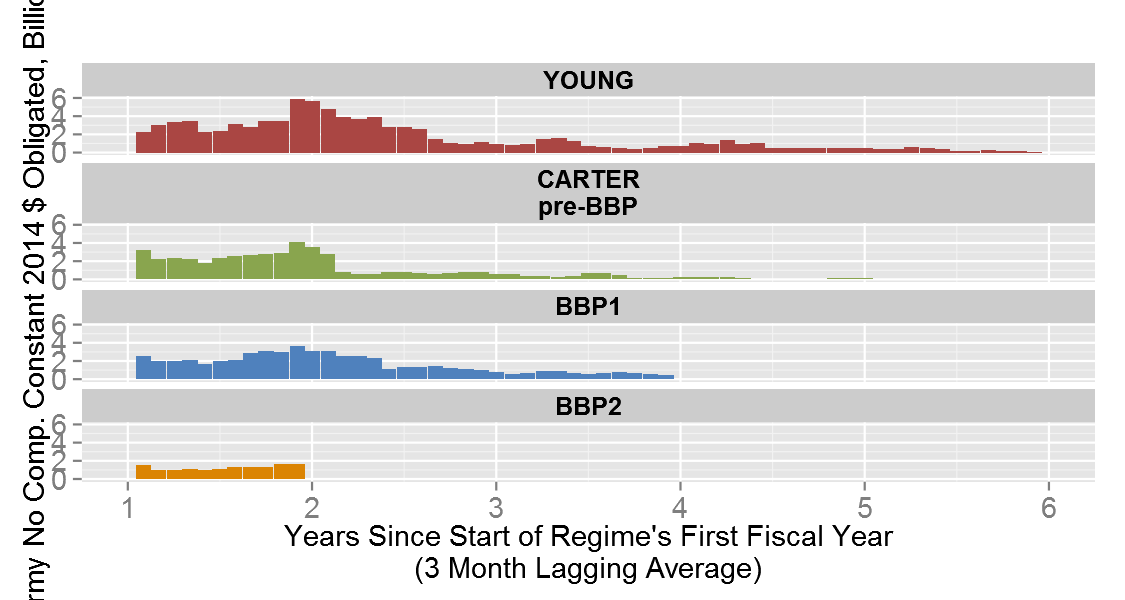 rmy No Comp. Constant 2014 $ Obligated, Billio
YOUNG
6
4
2
0
CARTER
pre-BBP
6
4
2
0
BBP1
6
4
2
0
BBP2
6
4
2
0
1 2 3 4 5 6
Years Since Start of Regime's First Fiscal Year
(3 Month Lagging Average)